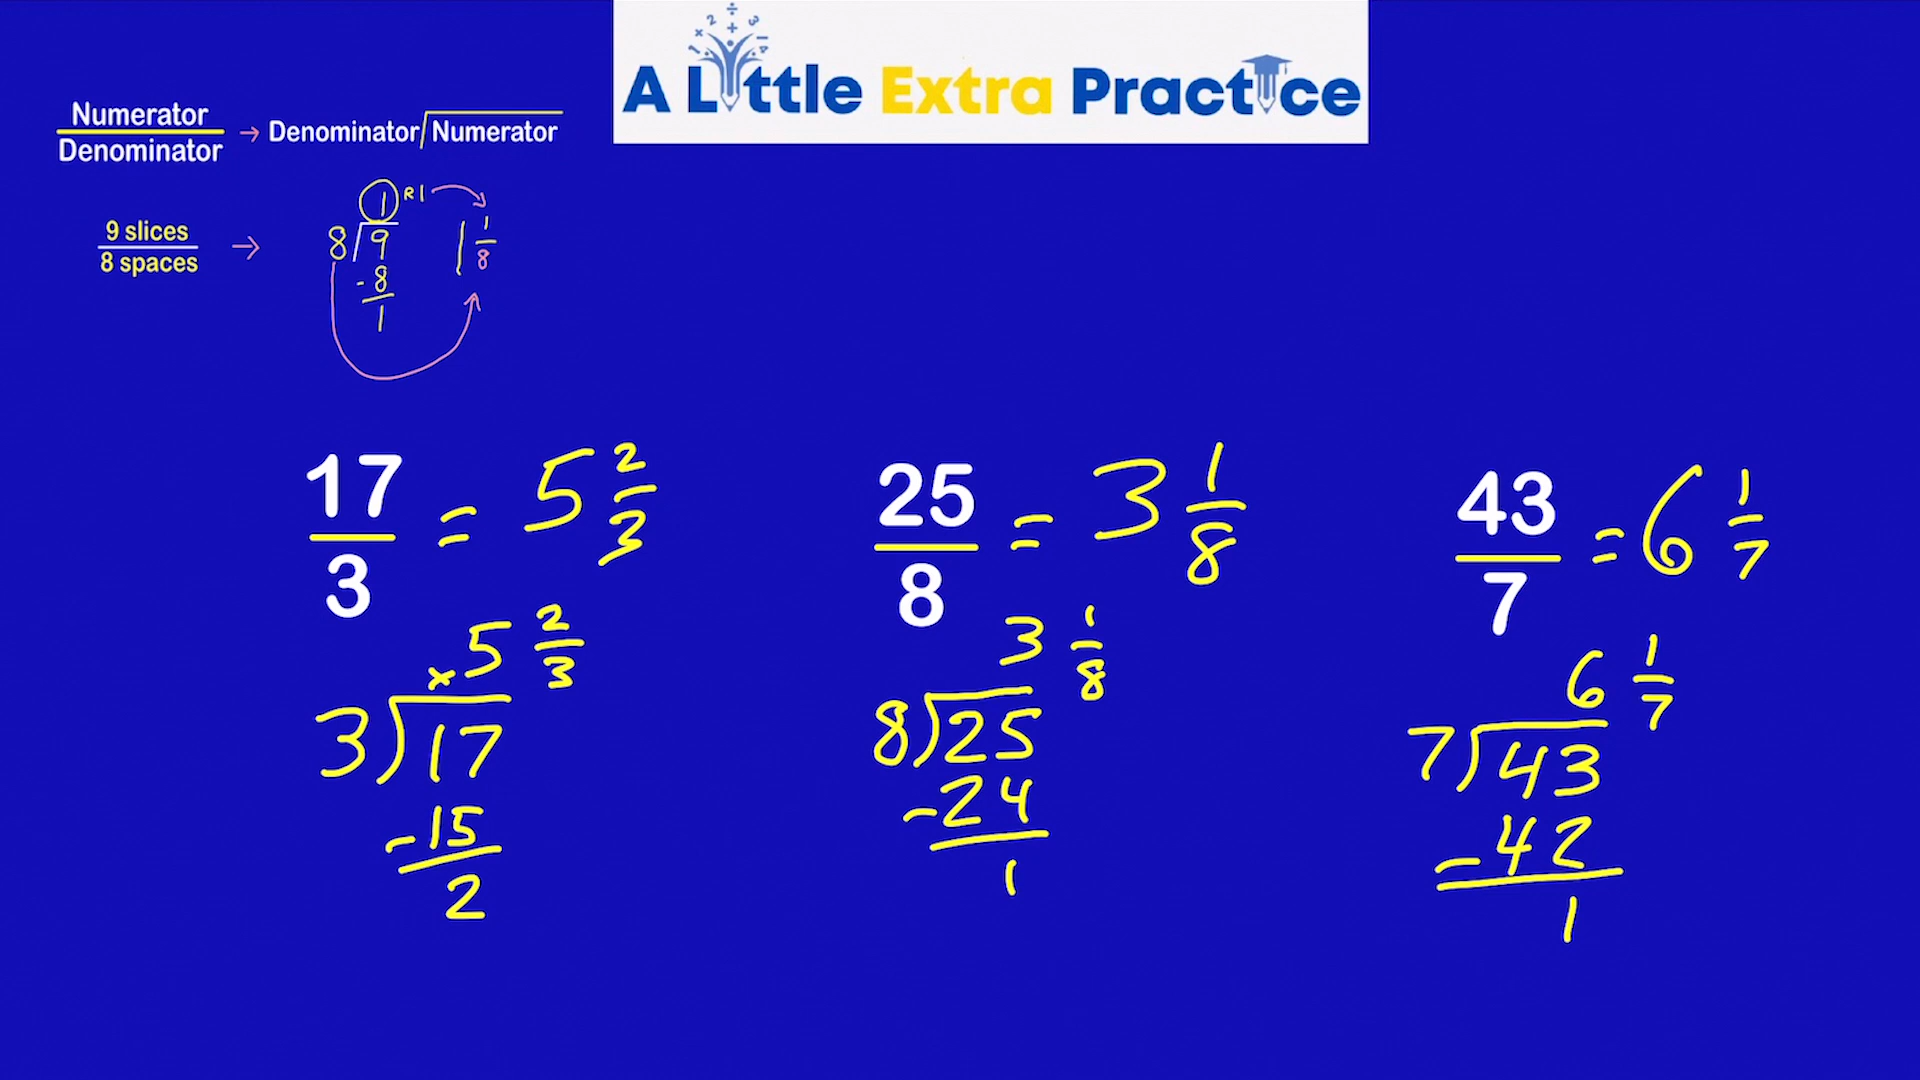 A Little Extra Practice
Numerator
Denominator
→ Denominator Numerator
9 slices
8 spaces
→
1 R1
8 9
- 8
1
1 1/8
17/3 = 5 2/3
× 5 2/3
3 17
- 15
2
25/8 = 3 1/8
3 1/8
8 25
- 24
1
43/7 = 6 1/7
6 1/7
7 43
- 42
1